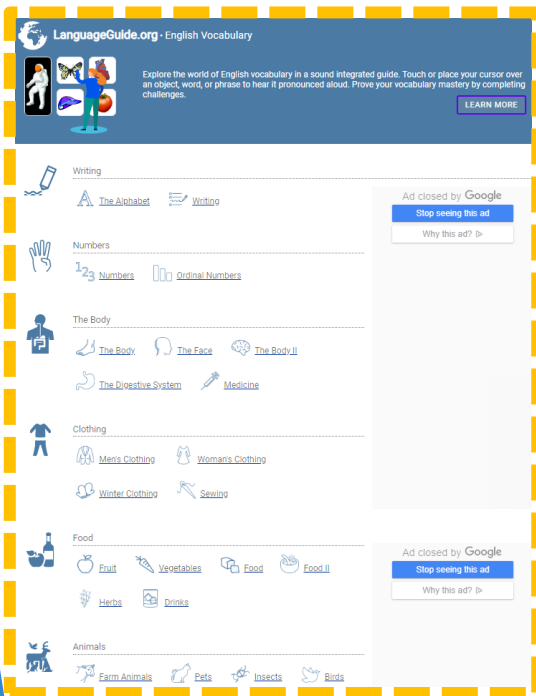 LanguageGuide.org • English Vocabulary
Explore the world of English vocabulary in a sound integrated guide. Touch or place your cursor over
an object, word, or phrase to hear it pronounced aloud. Prove your vocabulary mastery by completing
challenges.
LEARN MORE
Writing
The Alphabet Writing
Numbers
123 Numbers Ordinal Numbers
The Body
The Body The Face The Body II
The Digestive System Medicine
Clothing
Men's Clothing Woman's Clothing
Winter Clothing Sewing
Food
Fruit Vegetables Food Food II
Herbs Drinks
Animals
Farm Animals Pets Insects Birds
Ad closed by Google
Stop seeing this ad
Why this ad?
Ad closed by Google
Stop seeing this ad
Why this ad?